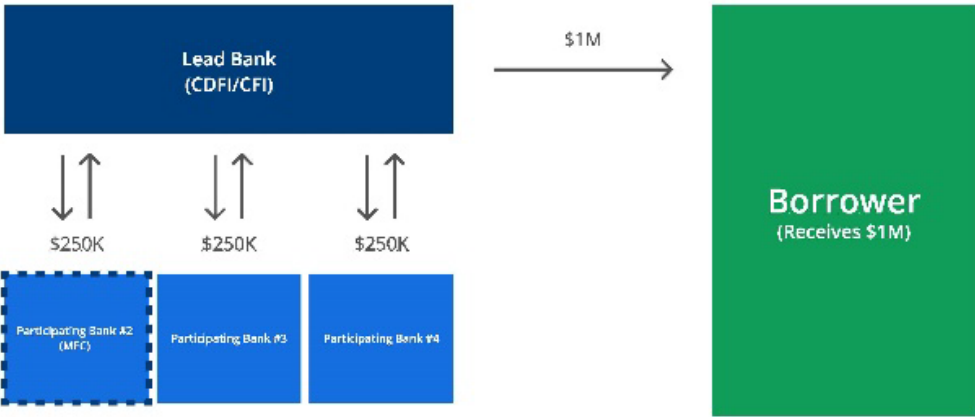 Lead Bank
(CDFI/CFI)
$1M
Borrower
(Receives $1M)
$250K
$250K
$250K
Participating Bank #2
(MFC)
Participating Bank #3
Participating Bank #4